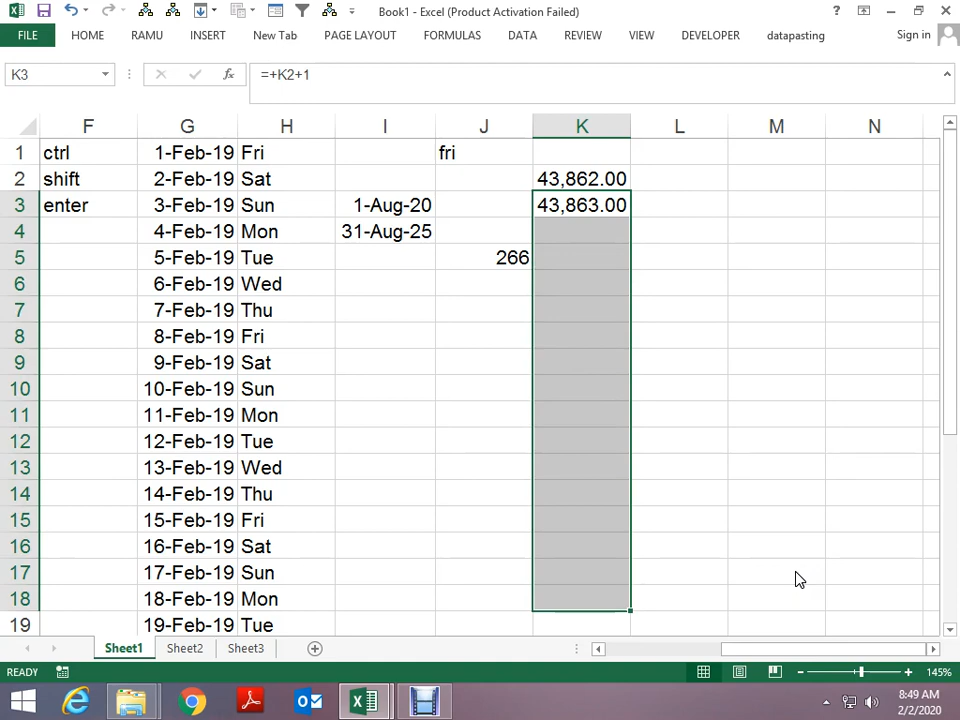 Book1 - Excel (Product Activation Failed)
FILE HOME RAMU INSERT New Tab PAGE LAYOUT FORMULAS DATA REVIEW VIEW DEVELOPER datapasting Sign in
K3 fx =+K2+1
F G H I J K L M N
1 ctrl 1-Feb-19 Fri fri
2 shift 2-Feb-19 Sat 43,862.00
3 enter 3-Feb-19 Sun 1-Aug-20 43,863.00
4 4-Feb-19 Mon 31-Aug-25
5 5-Feb-19 Tue 266
6 6-Feb-19 Wed
7 7-Feb-19 Thu
8 8-Feb-19 Fri
9 9-Feb-19 Sat
10 10-Feb-19 Sun
11 11-Feb-19 Mon
12 12-Feb-19 Tue
13 13-Feb-19 Wed
14 14-Feb-19 Thu
15 15-Feb-19 Fri
16 16-Feb-19 Sat
17 17-Feb-19 Sun
18 18-Feb-19 Mon
19 19-Feb-19 Tue
Sheet1 Sheet2 Sheet3
READY 145%
8:49 AM
2/2/2020